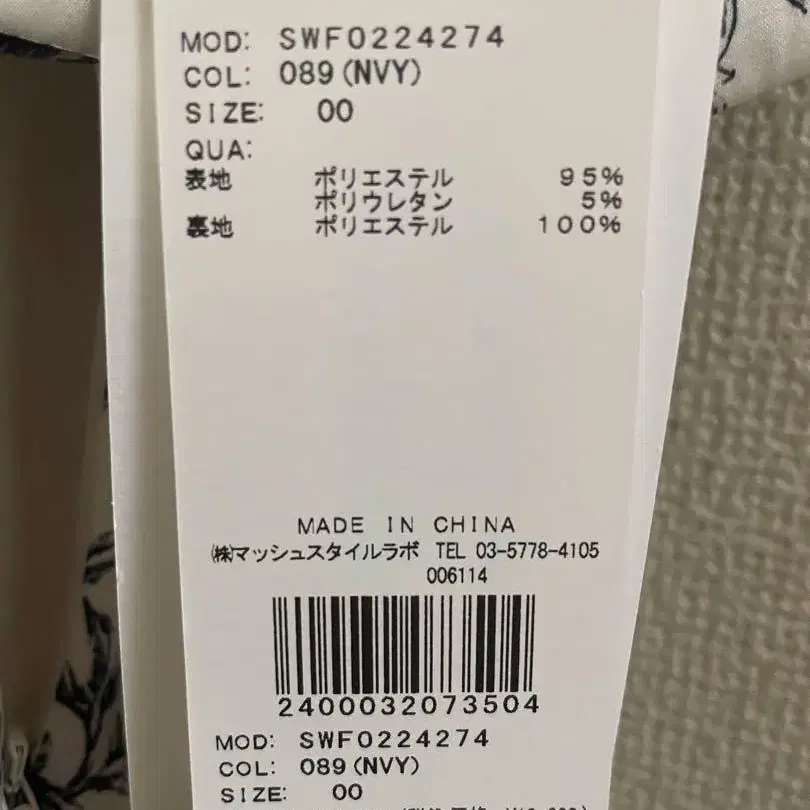 MOD: SWF0224274
COL: 089(NVY)
SIZE: 00
QUA:
表地 ポリエステル 95%
ポリウレタン 5%
裏地 ポリエステル 100%
MADE IN CHINA
㈱マッシュスタイルラボ TEL 03-5778-4105
006114
2400032073504
MOD: SWF0224274
COL: 089(NVY)
SIZE: 00